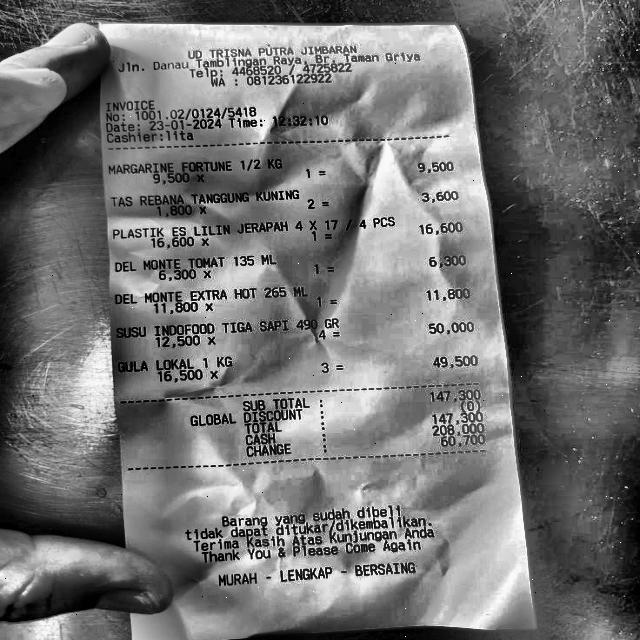 UD TRISNA PUTRA JIMBARAN
Jln. Danau Tamblingan Raya, Br. Taman Griya
Telp: 4468520 / 4725822
WA : 081236122922
INVOICE
No: 1001.02/0124/5418
Date: 23-01-2024 Time: 12:32:10
Cashier:lita
MARGARINE FORTUNE 1/2 KG
9,500 x 1 = 9,500
TAS REBANA TANGGUNG KUNING
1,800 x 2 = 3,600
PLASTIK ES LILIN JERAPAH 4 X 17 / 4 PCS
16,600 x 1 = 16,600
DEL MONTE TOMAT 135 ML
6,300 x 1 = 6,300
DEL MONTE EXTRA HOT 265 ML
11,800 x 1 = 11,800
SUSU INDOFOOD TIGA SAPI 490 GR
12,500 x 4 = 50,000
GULA LOKAL 1 KG
16,500 x 3 = 49,500
SUB TOTAL : 147,300
GLOBAL DISCOUNT : (0)
TOTAL : 147,300
CASH : 208,000
CHANGE : 60,700
Barang yang sudah dibeli
tidak dapat ditukar/dikembalikan.
Terima Kasih Atas Kunjungan Anda
Thank You & Please Come Again
MURAH - LENGKAP - BERSAING